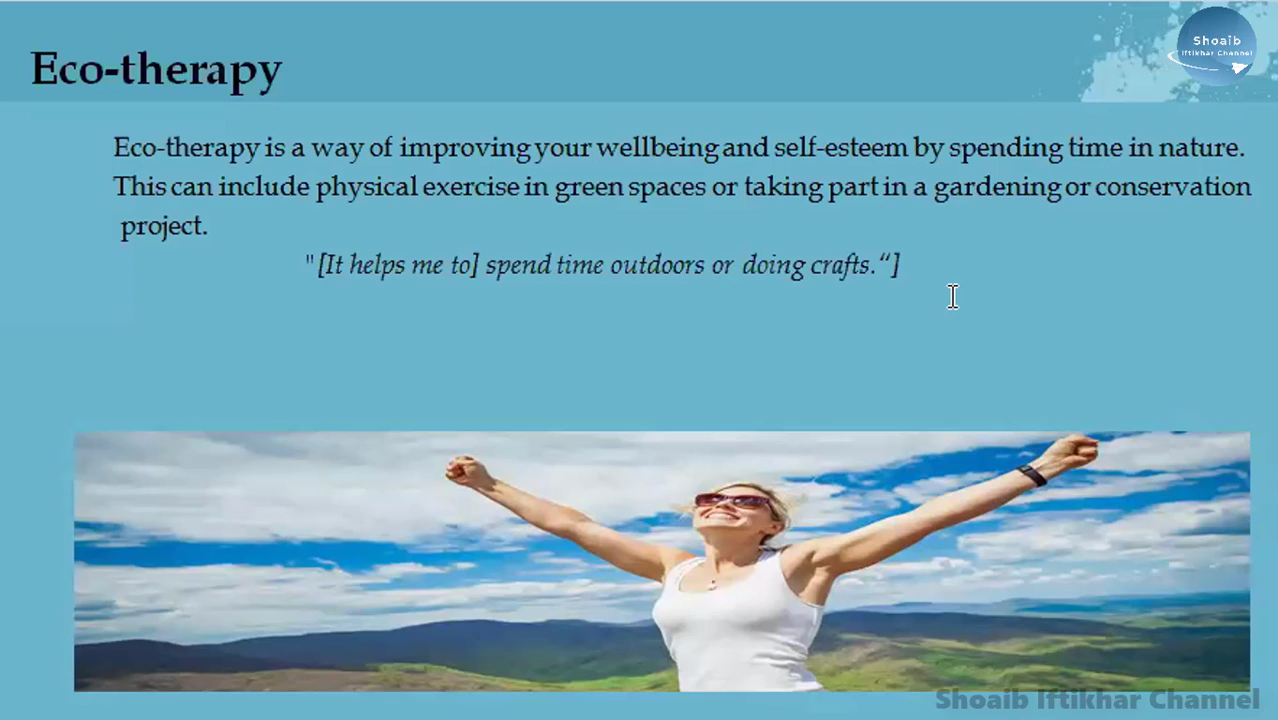 Shoaib
Iftikhar Channel
Eco-therapy
Eco-therapy is a way of improving your wellbeing and self-esteem by spending time in nature.
This can include physical exercise in green spaces or taking part in a gardening or conservation
project.
"[It helps me to] spend time outdoors or doing crafts.“]
Shoaib Iftikhar Channel